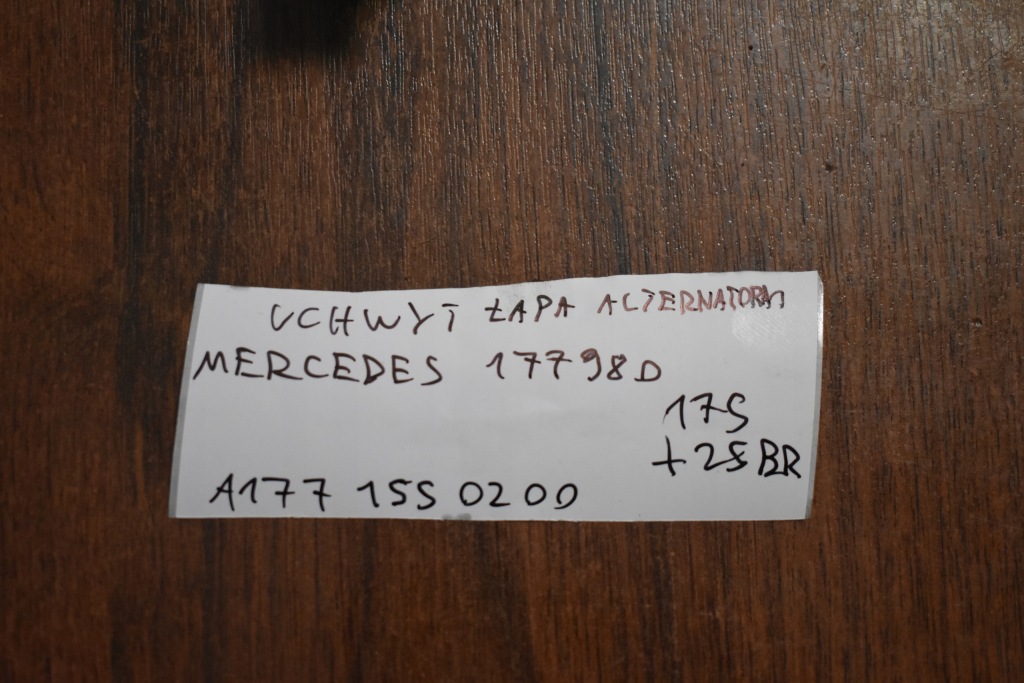 UCHWYT ŁAPA ALTERNATORA
MERCEDES 17798D
175
+25BR
A177 155 0200